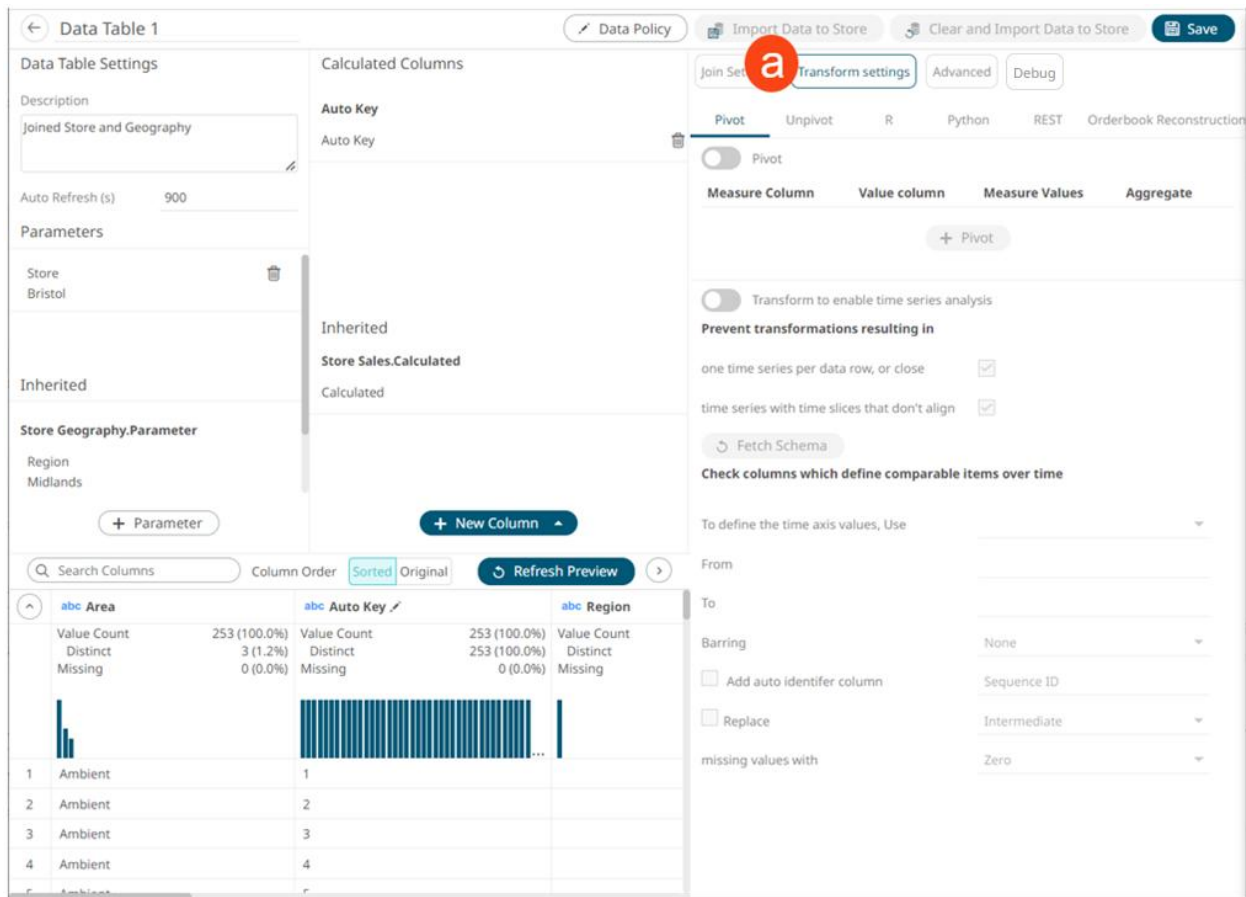 Data Table 1
Data Policy
Import Data to Store
Clear and Import Data to Store
Save
Data Table Settings
Description
Joined Store and Geography
Auto Refresh (s) 900
Parameters
Store
Bristol
Inherited
Store Geography.Parameter
Region
Midlands
+ Parameter
Calculated Columns
Auto Key
Auto Key
Inherited
Store Sales.Calculated
Calculated
+ New Column
Join Set
a
Transform settings
Advanced
Debug
Pivot Unpivot R Python REST Orderbook Reconstruction
Pivot
Measure Column Value column Measure Values Aggregate
+ Pivot
Transform to enable time series analysis
Prevent transformations resulting in
one time series per data row, or close
time series with time slices that don't align
Fetch Schema
Check columns which define comparable items over time
To define the time axis values, Use
From
To
Barring None
Add auto identifer column Sequence ID
Replace Intermediate
missing values with Zero
Search Columns Column Order Sorted Original Refresh Preview
abc Area abc Auto Key abc Region
Value Count 253 (100.0%) Value Count 253 (100.0%) Value Count
Distinct 3 (1.2%) Distinct 253 (100.0%) Distinct
Missing 0 (0.0%) Missing 0 (0.0%) Missing
...
1 Ambient 1
2 Ambient 2
3 Ambient 3
4 Ambient 4